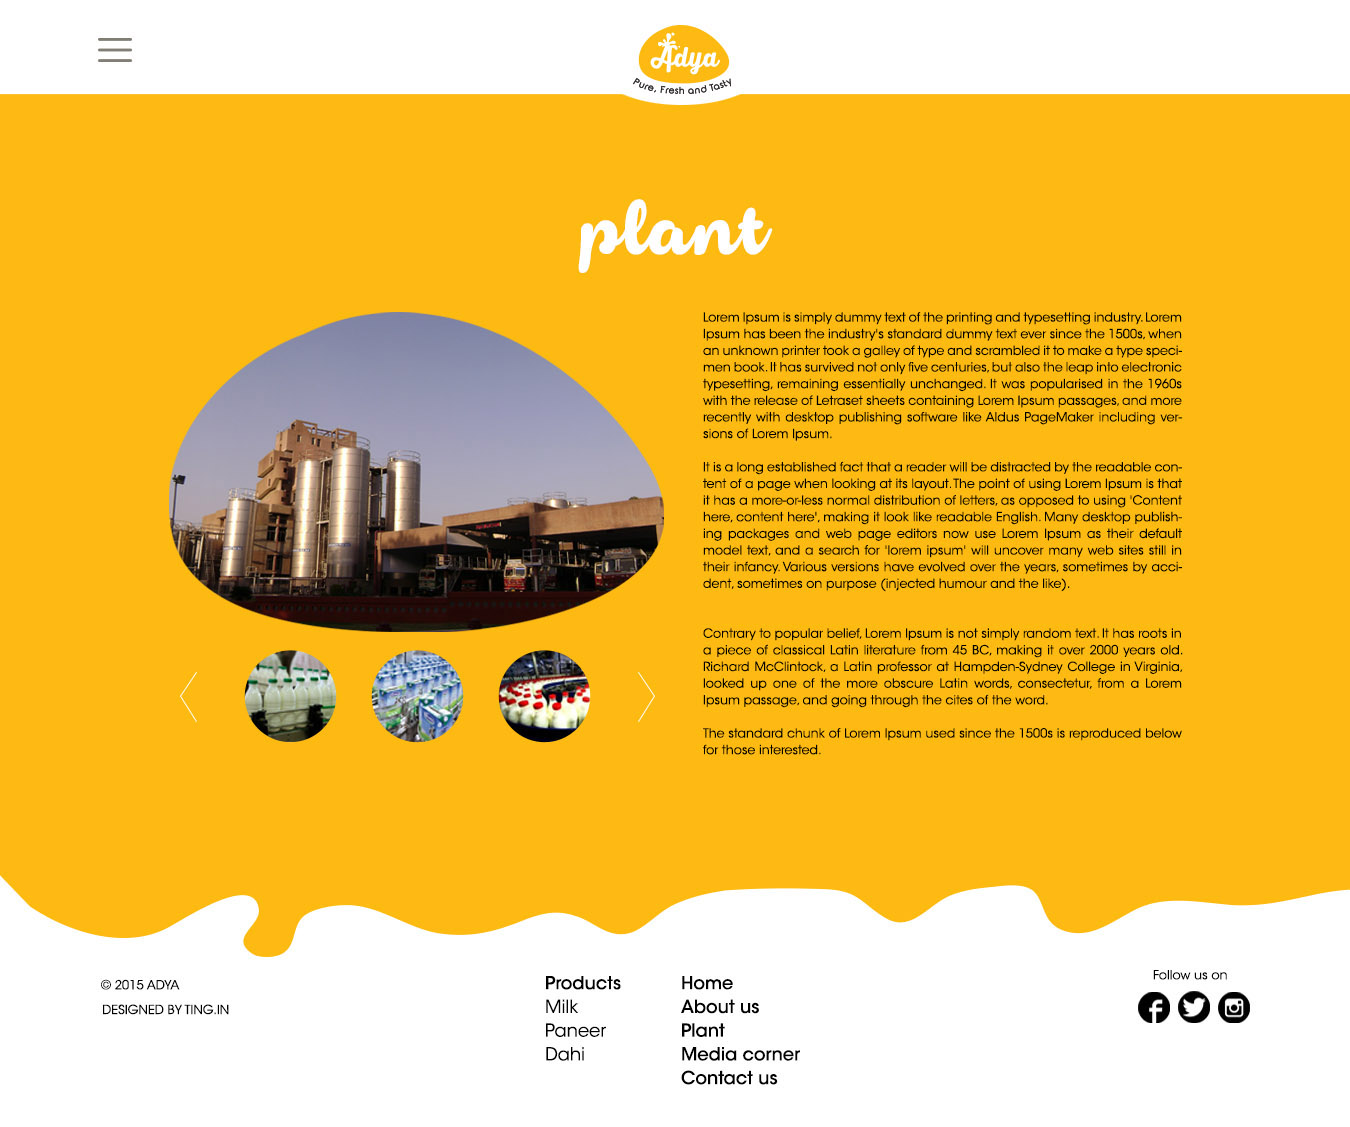 Adya
Pure, Fresh and Tasty
plant
Lorem Ipsum is simply dummy text of the printing and typesetting industry. Lorem
Ipsum has been the industry's standard dummy text ever since the 1500s, when
an unknown printer took a galley of type and scrambled it to make a type speci-
men book. It has survived not only five centuries, but also the leap into electronic
typesetting, remaining essentially unchanged. It was popularised in the 1960s
with the release of Letraset sheets containing Lorem Ipsum passages, and more
recently with desktop publishing software like Aldus PageMaker including ver-
sions of Lorem Ipsum.
It is a long established fact that a reader will be distracted by the readable con-
tent of a page when looking at its layout. The point of using Lorem Ipsum is that
it has a more-or-less normal distribution of letters, as opposed to using 'Content
here, content here', making it look like readable English. Many desktop publish-
ing packages and web page editors now use Lorem Ipsum as their default
model text, and a search for 'lorem ipsum' will uncover many web sites still in
their infancy. Various versions have evolved over the years, sometimes by acci-
dent, sometimes on purpose (injected humour and the like).
Contrary to popular belief, Lorem Ipsum is not simply random text. It has roots in
a piece of classical Latin literature from 45 BC, making it over 2000 years old.
Richard McClintock, a Latin professor at Hampden-Sydney College in Virginia,
looked up one of the more obscure Latin words, consectetur, from a Lorem
Ipsum passage, and going through the cites of the word.
The standard chunk of Lorem Ipsum used since the 1500s is reproduced below
for those interested.
© 2015 ADYA
DESIGNED BY TING.IN
Products
Milk
Paneer
Dahi
Home
About us
Plant
Media corner
Contact us
Follow us on